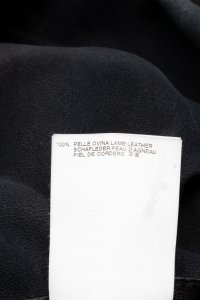 100% PELLE OVINA LAMB LEATHER
SCHAFLEDER PEAU D'AGNEAU
PIEL DE CORDERO